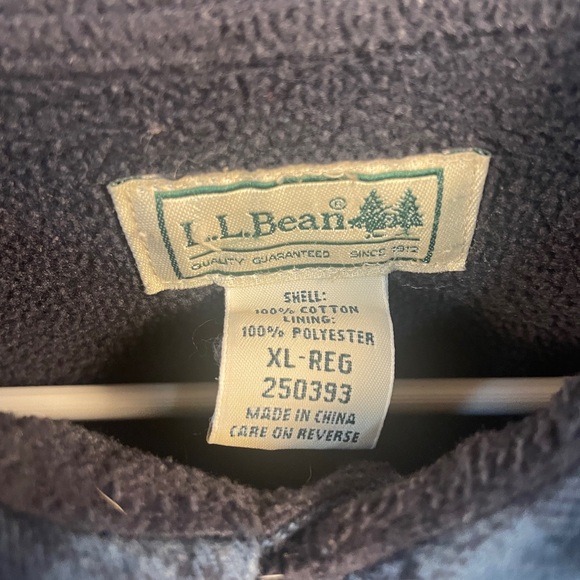 L.L.Bean®
QUALITY GUARANTEED SINCE 1912
SHELL:
100% COTTON
LINING:
100% POLYESTER
XL-REG
250393
MADE IN CHINA
CARE ON REVERSE